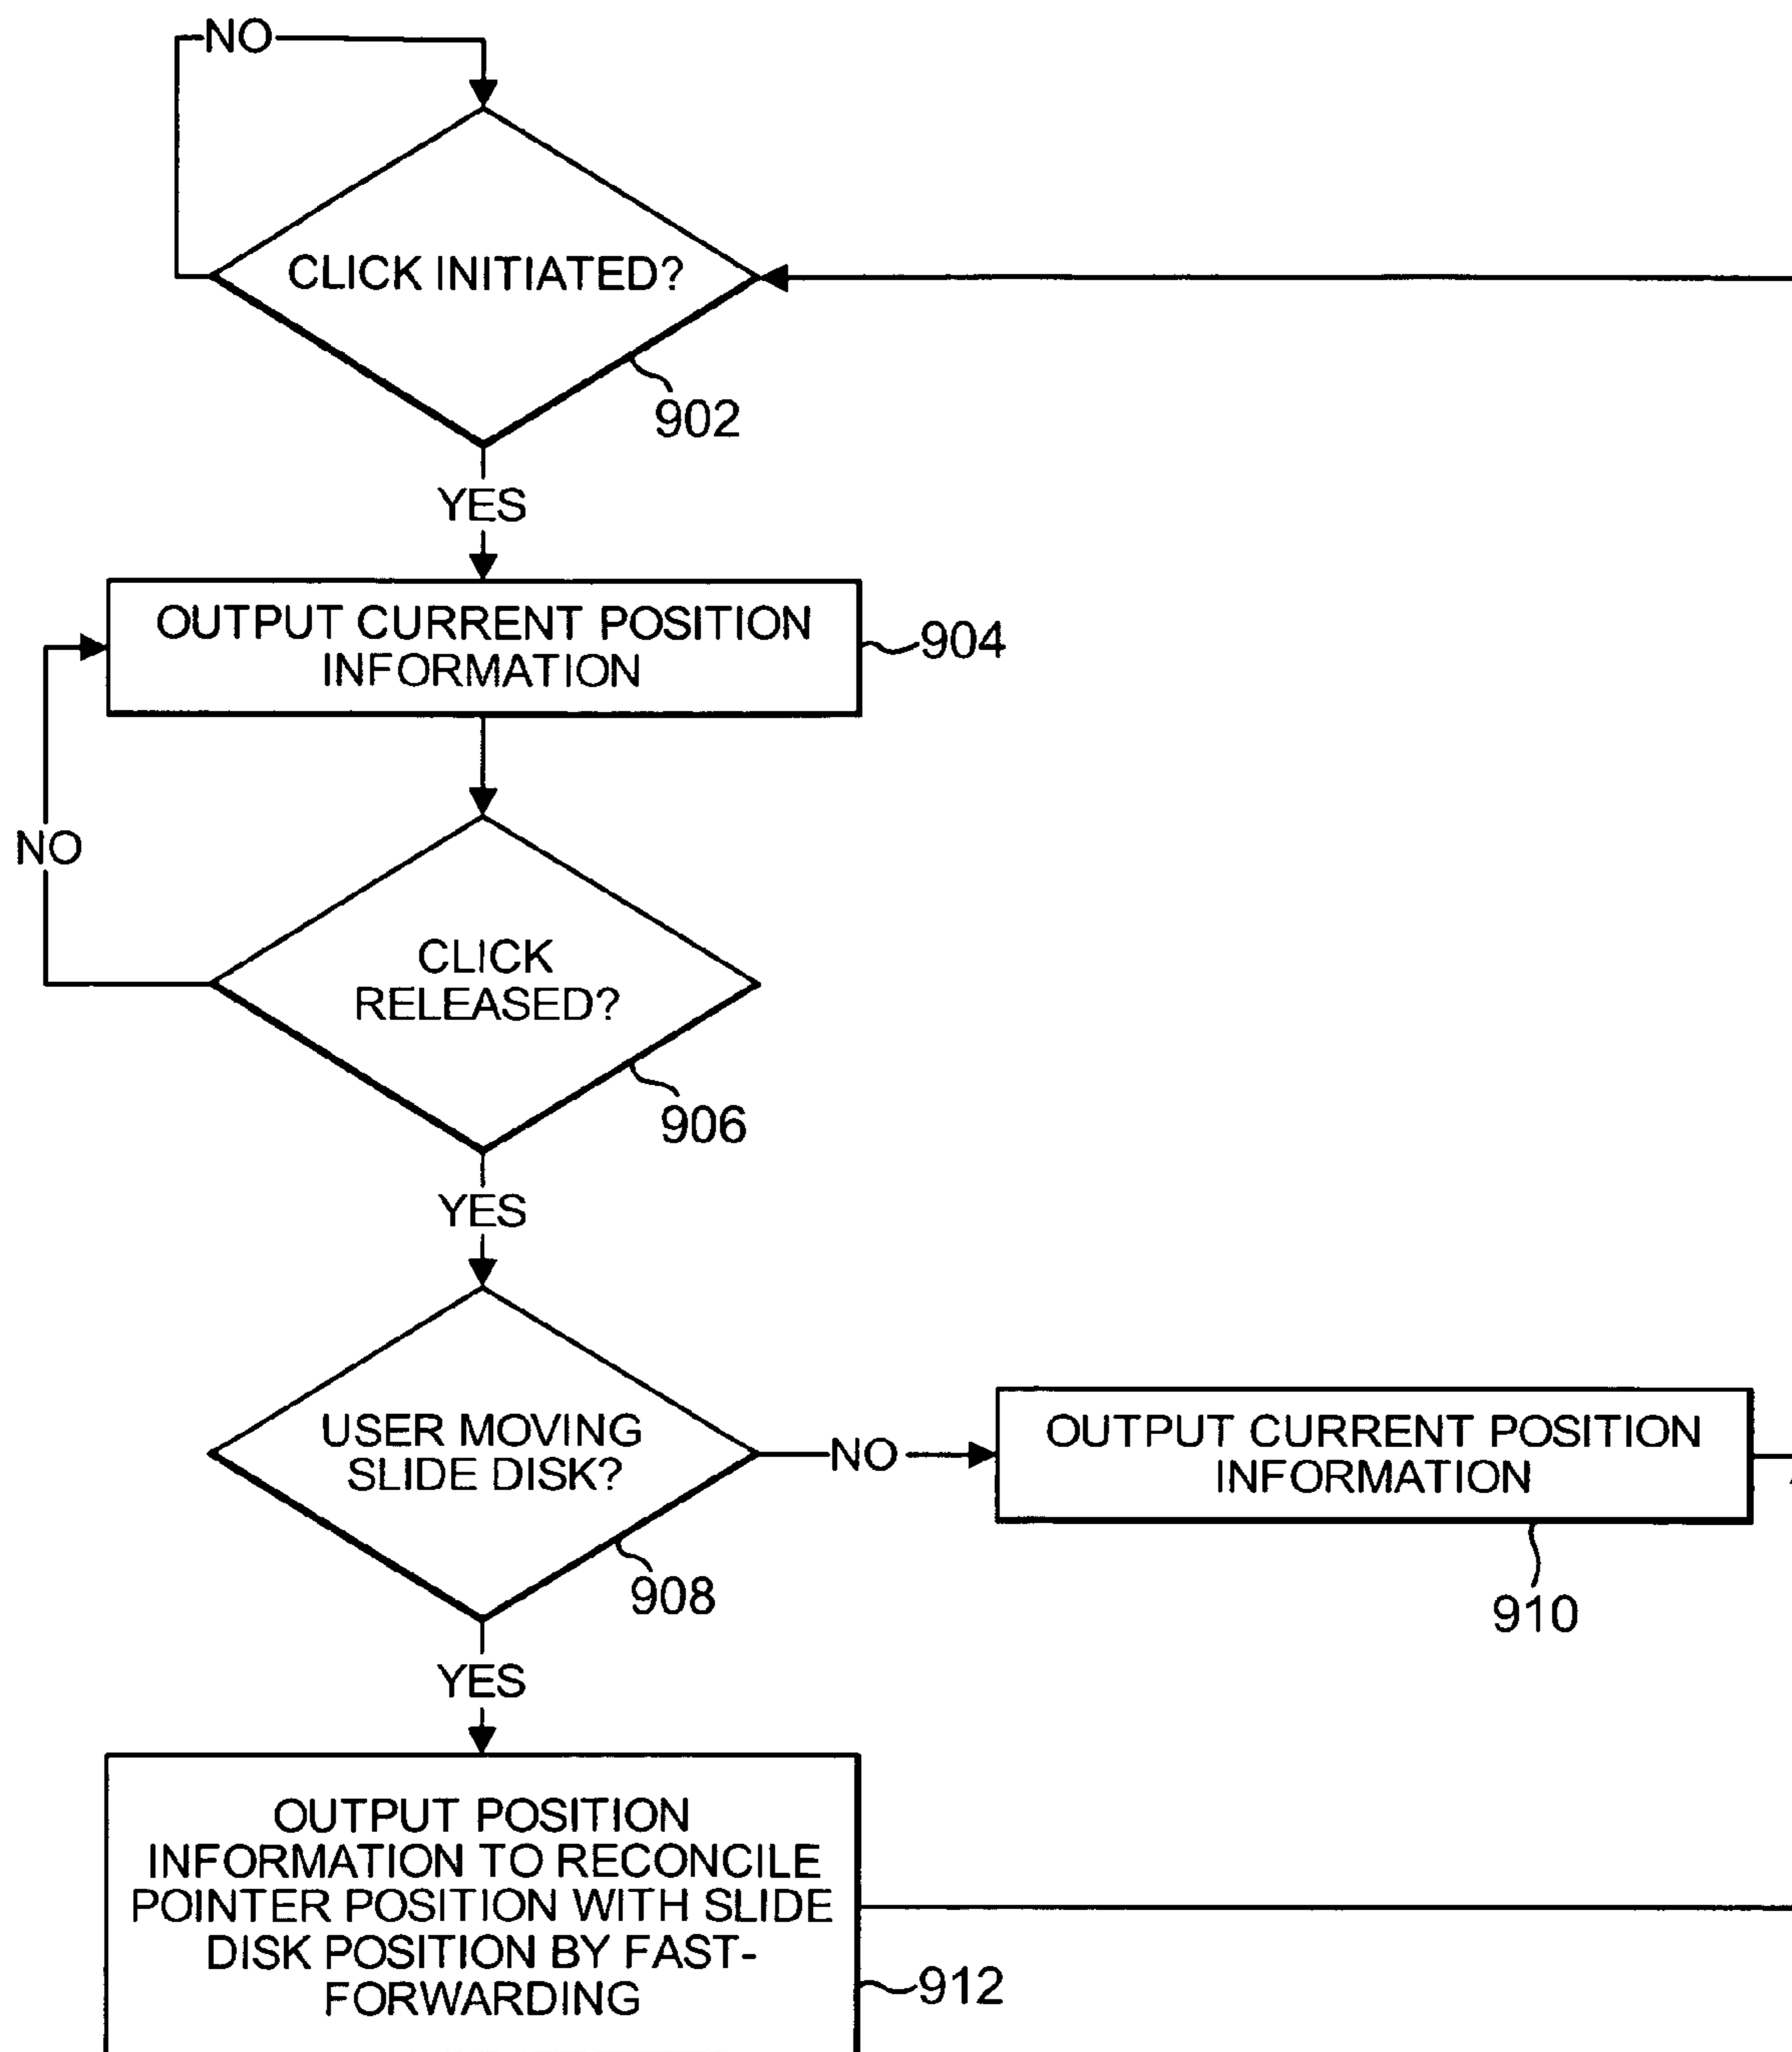 NO
CLICK INITIATED?
902
YES
OUTPUT CURRENT POSITION
INFORMATION
904
NO
CLICK
RELEASED?
906
YES
USER MOVING
SLIDE DISK?
908
NO
OUTPUT CURRENT POSITION
INFORMATION
910
YES
OUTPUT POSITION
INFORMATION TO RECONCILE
POINTER POSITION WITH SLIDE
DISK POSITION BY FAST-
FORWARDING
912